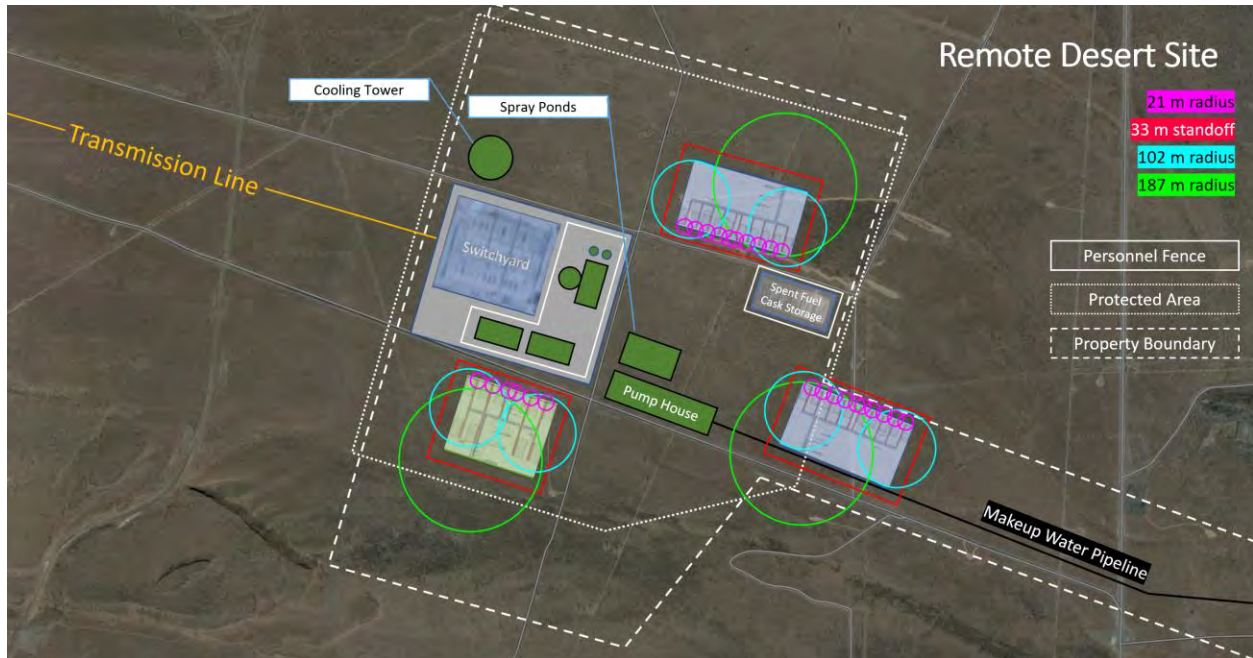 Remote Desert Site
Cooling Tower
21 m radius
Spray Ponds
33 m standoff
Transmission Line
102 m radius
187 m radius
Switchyard
Personnel Fence
Spent Fuel
Cask Storage
Protected Area
Property Boundary
Pump House
Makeup Water Pipeline